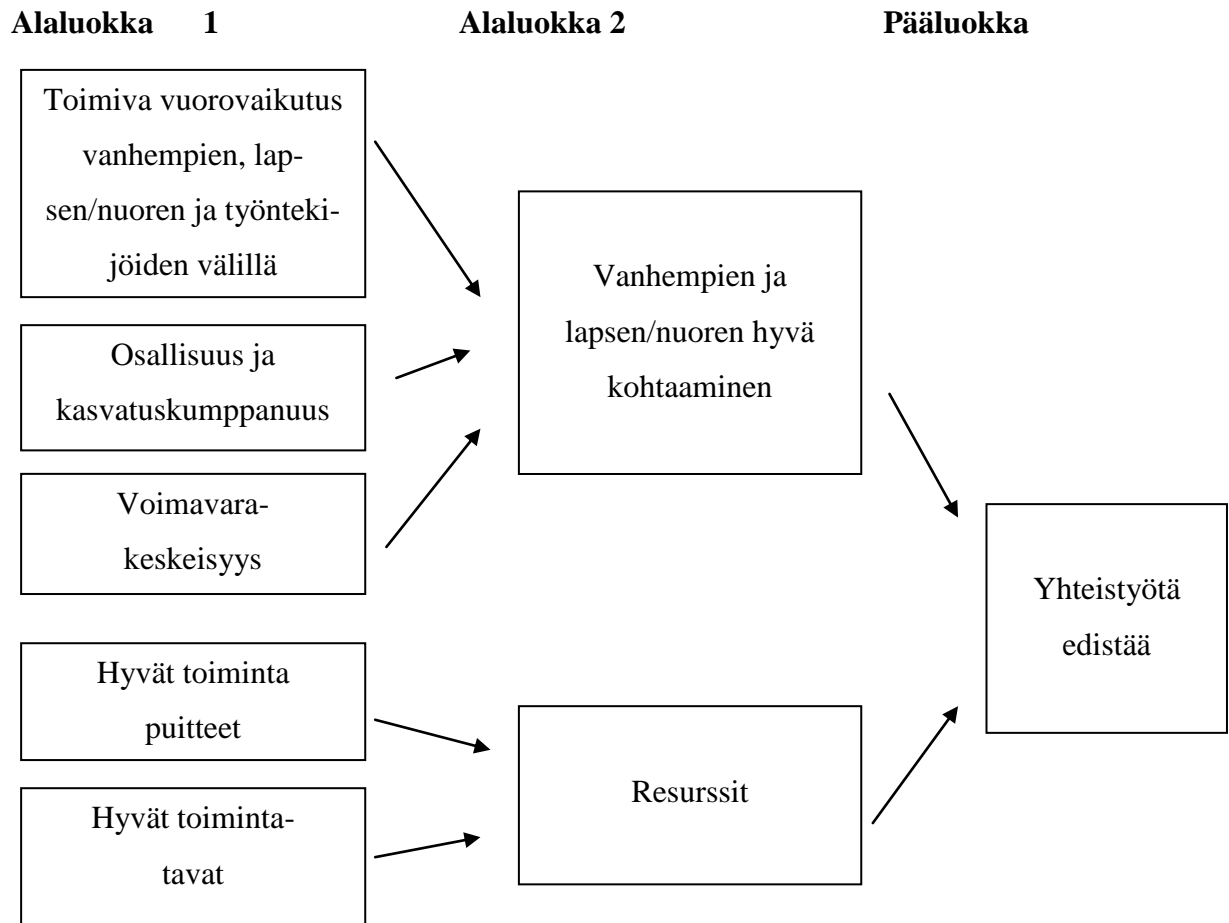 Alaluokka 1 Alaluokka 2 Pääluokka
Toimiva vuorovaikutus
vanhempien, lap-
sen/nuoren ja työnteki-
jöiden välillä
Osallisuus ja
kasvatuskumppanuus
Voimavara-
keskeisyys
Hyvät toiminta
puitteet
Hyvät toiminta-
tavat
Vanhempien ja
lapsen/nuoren hyvä
kohtaaminen
Resurssit
Yhteistyötä
edistää